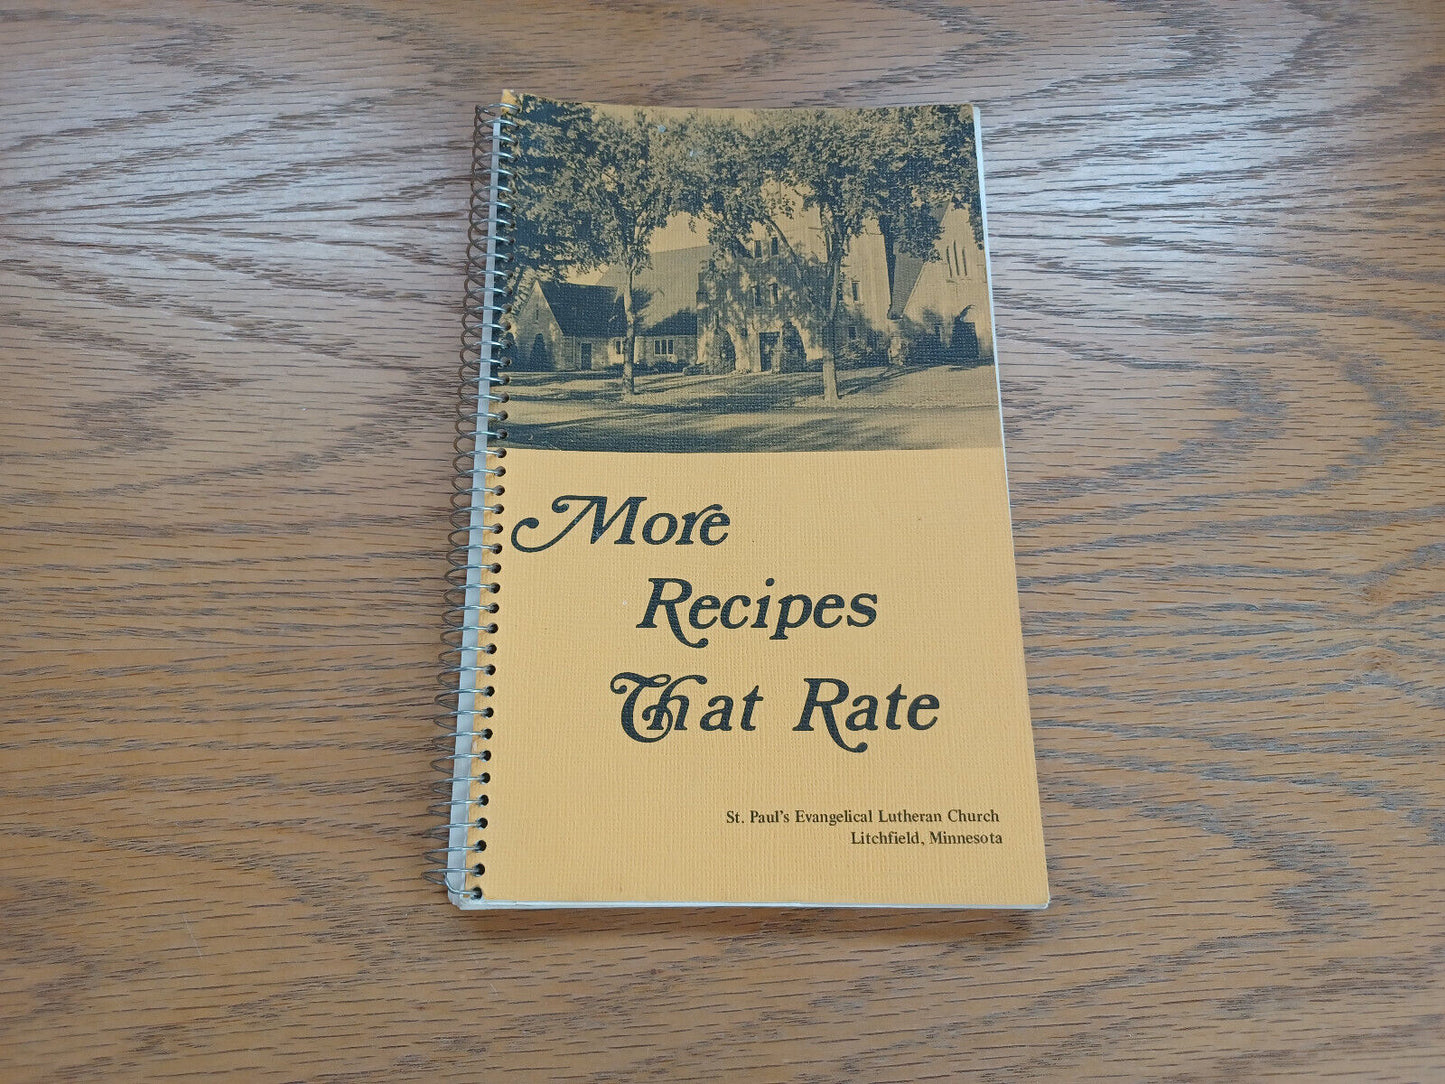 More
Recipes
That Rate
St. Paul's Evangelical Lutheran Church
Litchfield, Minnesota